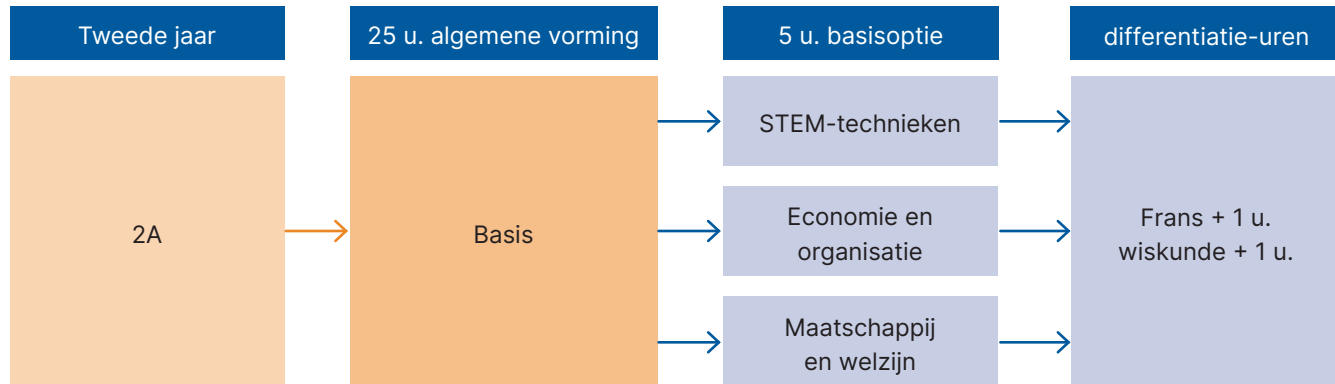 Tweede jaar
25 u. algemene vorming
5 u. basisoptie
differentiatie-uren
2A
Basis
STEM-technieken
Economie en
organisatie
Maatschappij
en welzijn
Frans + 1 u.
wiskunde + 1 u.